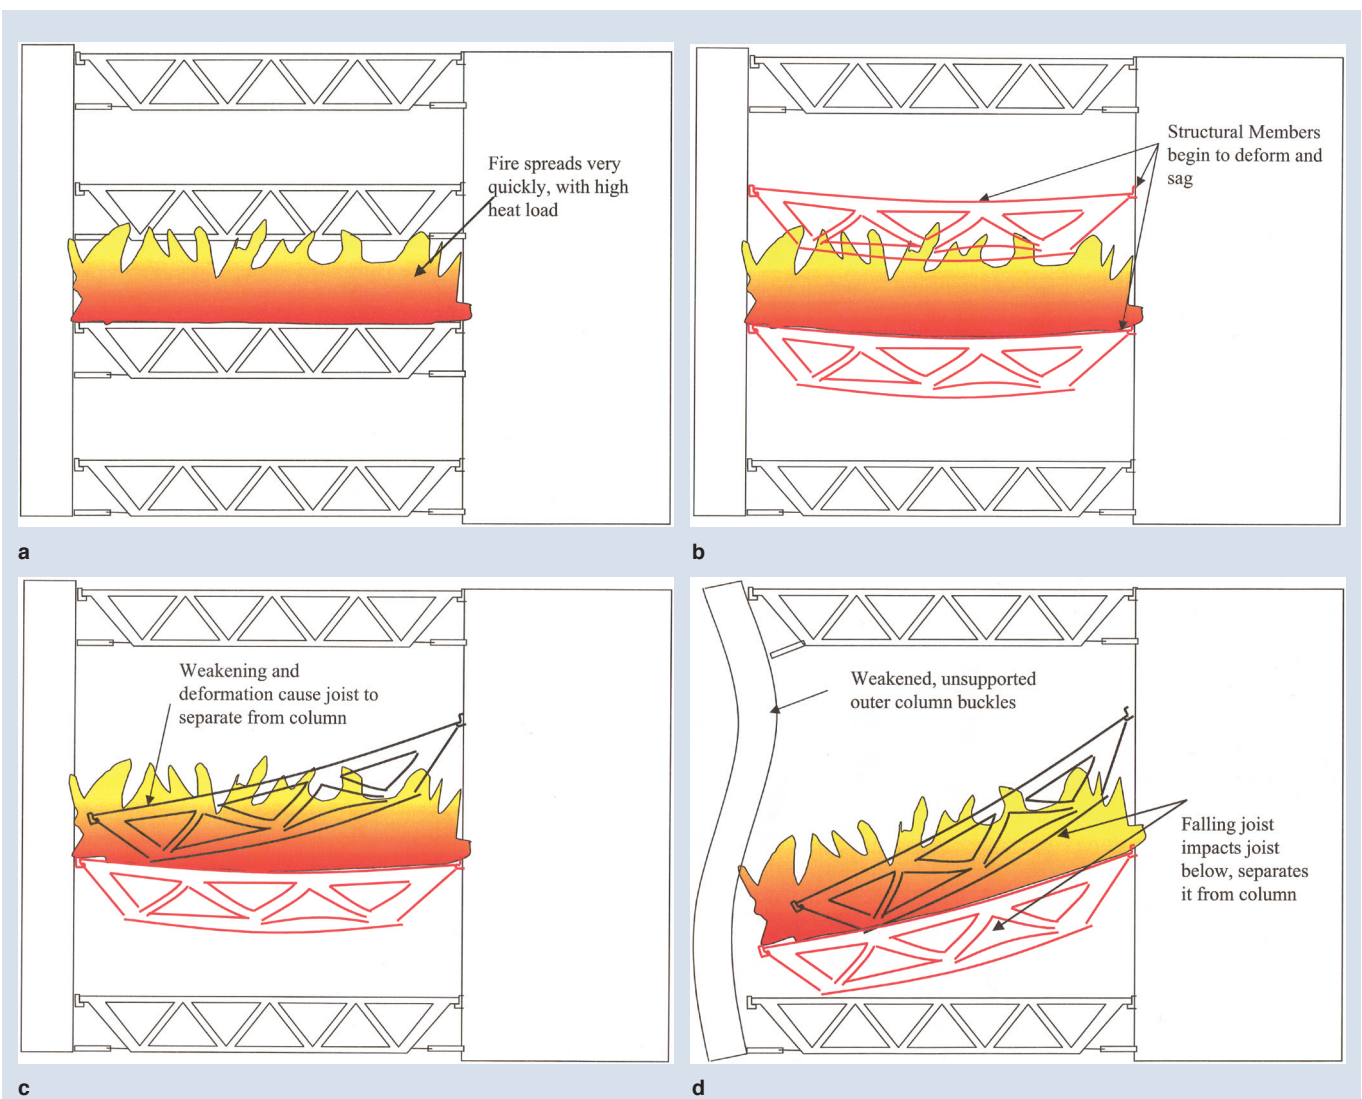 Fire spreads very
quickly, with high
heat load
a
Structural Members
begin to deform and
sag
b
Weakening and
deformation cause joist to
separate from column
c
Weakened, unsupported
outer column buckles
Falling joist
impacts joist
below, separates
it from column
d